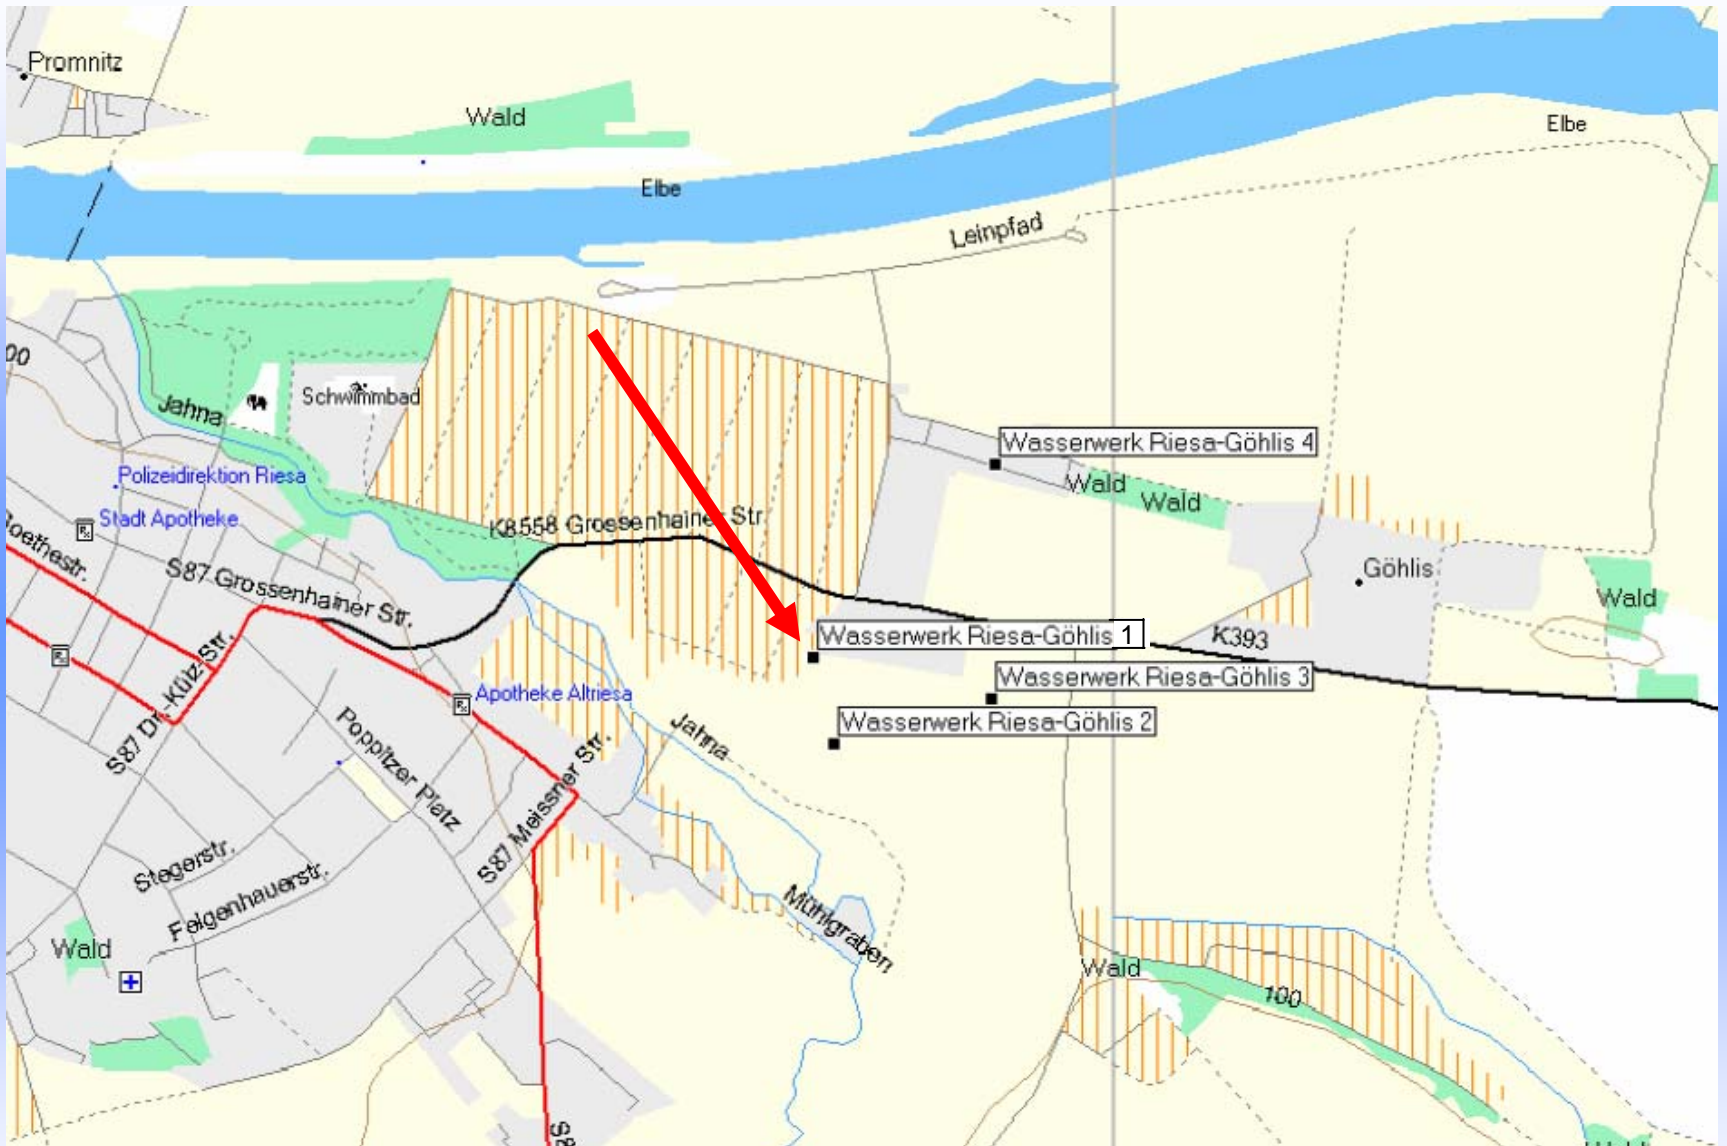 Promnitz
Wald
Elbe
Elbe
Leinpfad
00
Schwimmbad
Jahna
Wasserwerk Riesa-Göhlis 4
Polizeidirektion Riesa
Wald
Wald
Stadt Apotheke
K8558 Grossenhainer Str.
S87 Grossenhainer Str.
Göhlis
Wald
Wasserwerk Riesa-Göhlis 1
K393
Wasserwerk Riesa-Göhlis 3
S87 Dr.-Külz-Str.
Apotheke Altriesa
Wasserwerk Riesa-Göhlis 2
Poppitzer Platz
Jahna
S87 Meissner Str.
Stegerstr.
Felgenhauerstr.
Mühlgraben
Wald
Wald
100